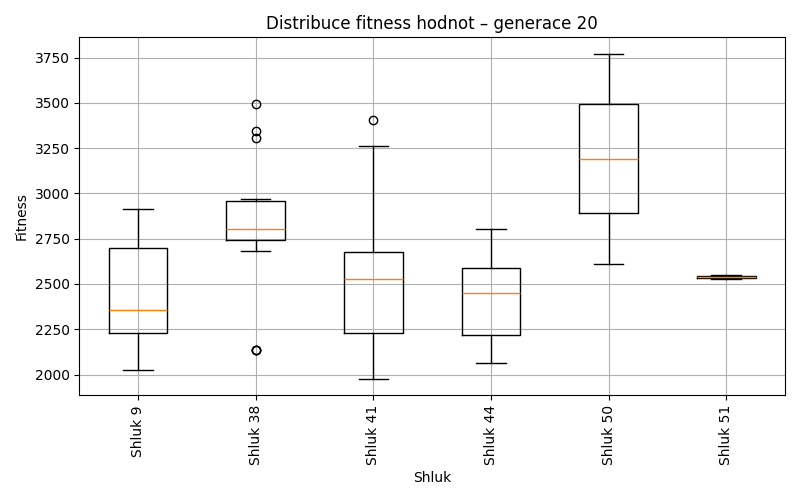 Distribuce fitness hodnot – generace 20
Fitness
3750
3500
3250
3000
2750
2500
2250
2000
Shluk 9
Shluk 38
Shluk 41
Shluk 44
Shluk 50
Shluk 51
Shluk